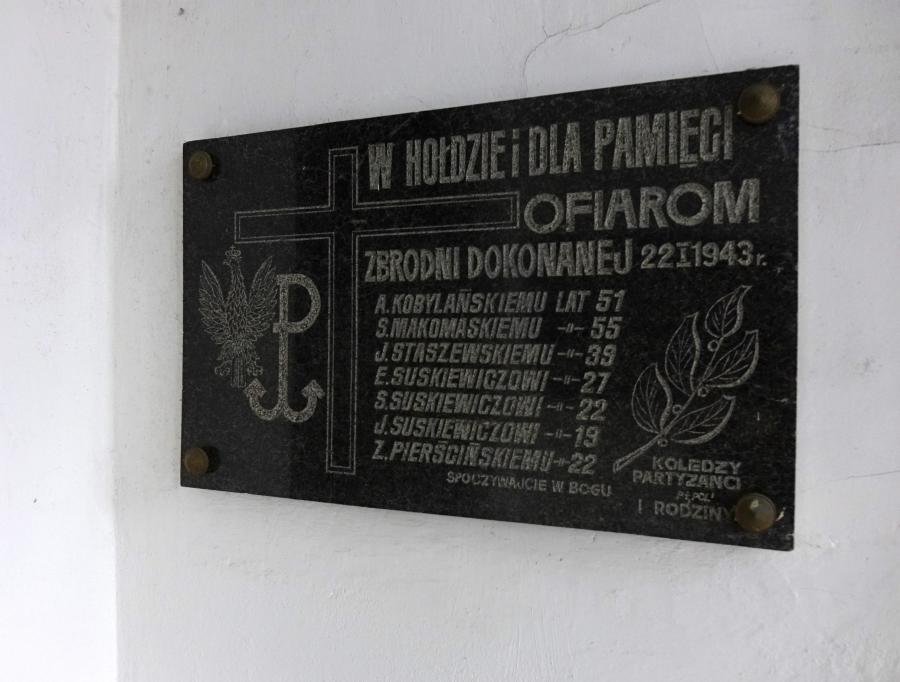 W HOŁDZIE i DLA PAMIĘCI
OFIAROM
ZBRODNI DOKONANEJ 22 I 1943 r.
A. KOBYLAŃSKIEMU LAT 51
S. MAKOMASKIEMU -"- 55
J. STASZEWSKIEMU -"- 39
E. SUSKIEWICZOWI -"- 27
S. SUSKIEWICZOWI -"- 22
J. SUSKIEWICZOWI -"- 19
Z. PIERŚCIŃSKIEMU -"- 22
SPOCZYWAJCIE W BOGU
KOLEDZY
PARTYZANCI
I RODZINY